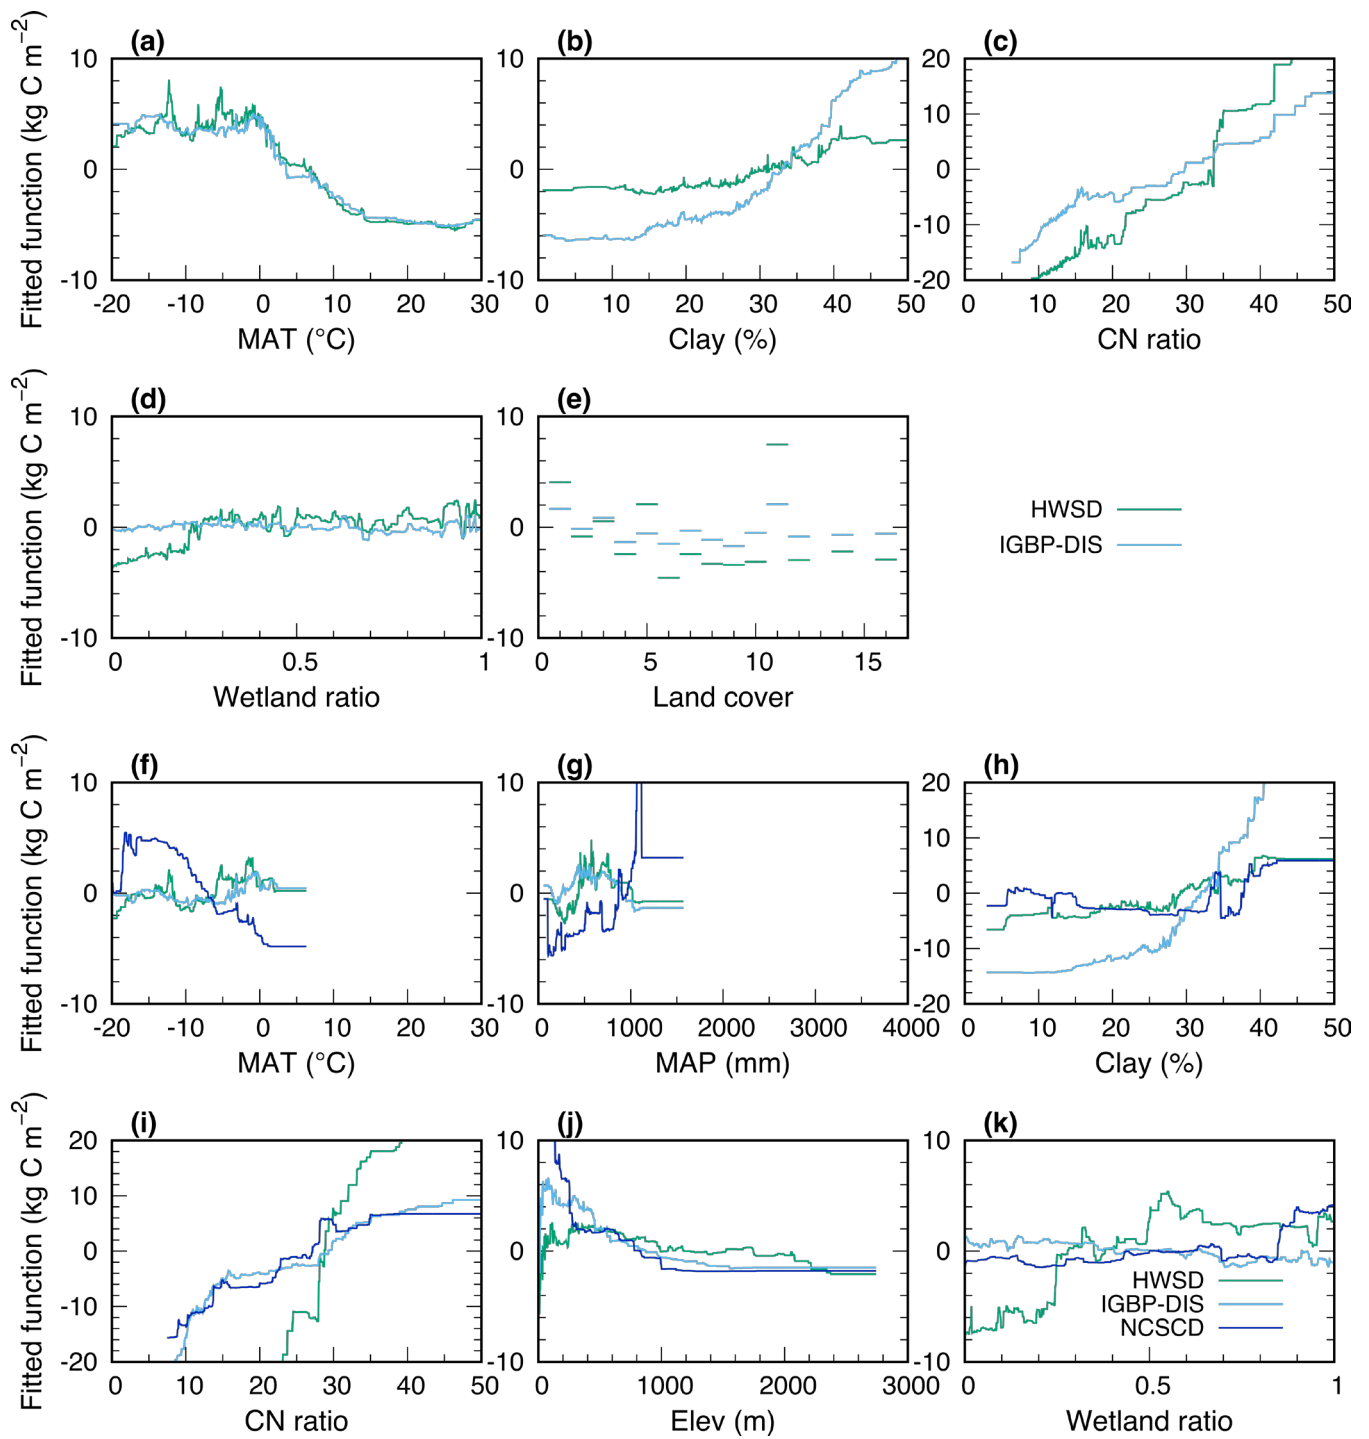 (a) (b) (c)
Fitted function (kg C m−2)
10 10 20
0 0 10
-10 -10 0
-10
-20
-20 -10 0 10 20 30 0 10 20 30 40 50 0 10 20 30 40 50
MAT (°C) Clay (%) CN ratio
(d) (e)
Fitted function (kg C m−2)
10 10
0 0
-10 -10
HWSD
IGBP-DIS
0 0.5 1 0 5 10 15
Wetland ratio Land cover
(f) (g) (h)
Fitted function (kg C m−2)
10 10 20
0 0 10
-10 -10 0
-10
-20
-20 -10 0 10 20 30 0 1000 2000 3000 4000 0 10 20 30 40 50
MAT (°C) MAP (mm) Clay (%)
(i) (j) (k)
Fitted function (kg C m−2)
20 10 10
10 0 0
0 -10 -10
-10
-20
HWSD
IGBP-DIS
NCSCD
0 10 20 30 40 50 0 1000 2000 3000 0 0.5 1
CN ratio Elev (m) Wetland ratio